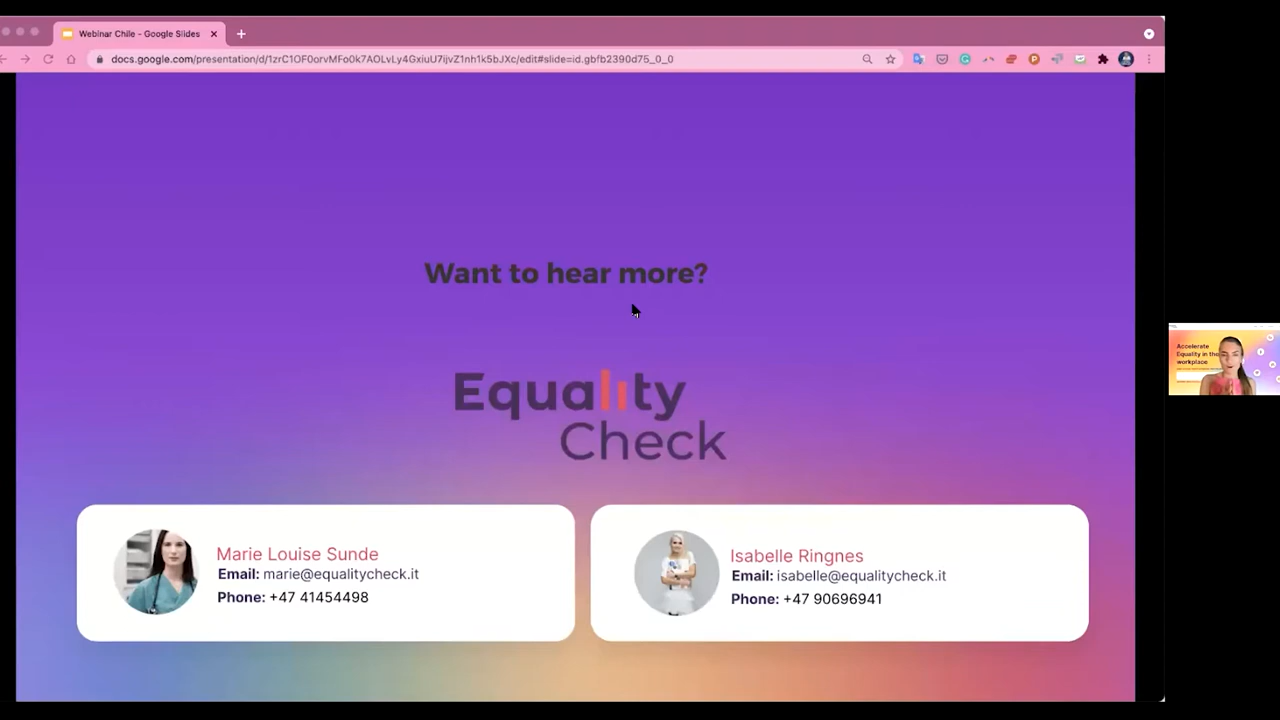 Webinar Chile - Google Slides
docs.google.com/presentation/d/1zrC1OF0orvMFo0k7AOLvLy4GxiuU7ijvZ1nh1k5bJXc/edit#slide=id.gbfb2390d75_0_0
Want to hear more?
Equality
Check
Marie Louise Sunde
Email: marie@equalitycheck.it
Phone: +47 41454498
Isabelle Ringnes
Email: isabelle@equalitycheck.it
Phone: +47 90696941
Accelerate
Equality in the
workplace